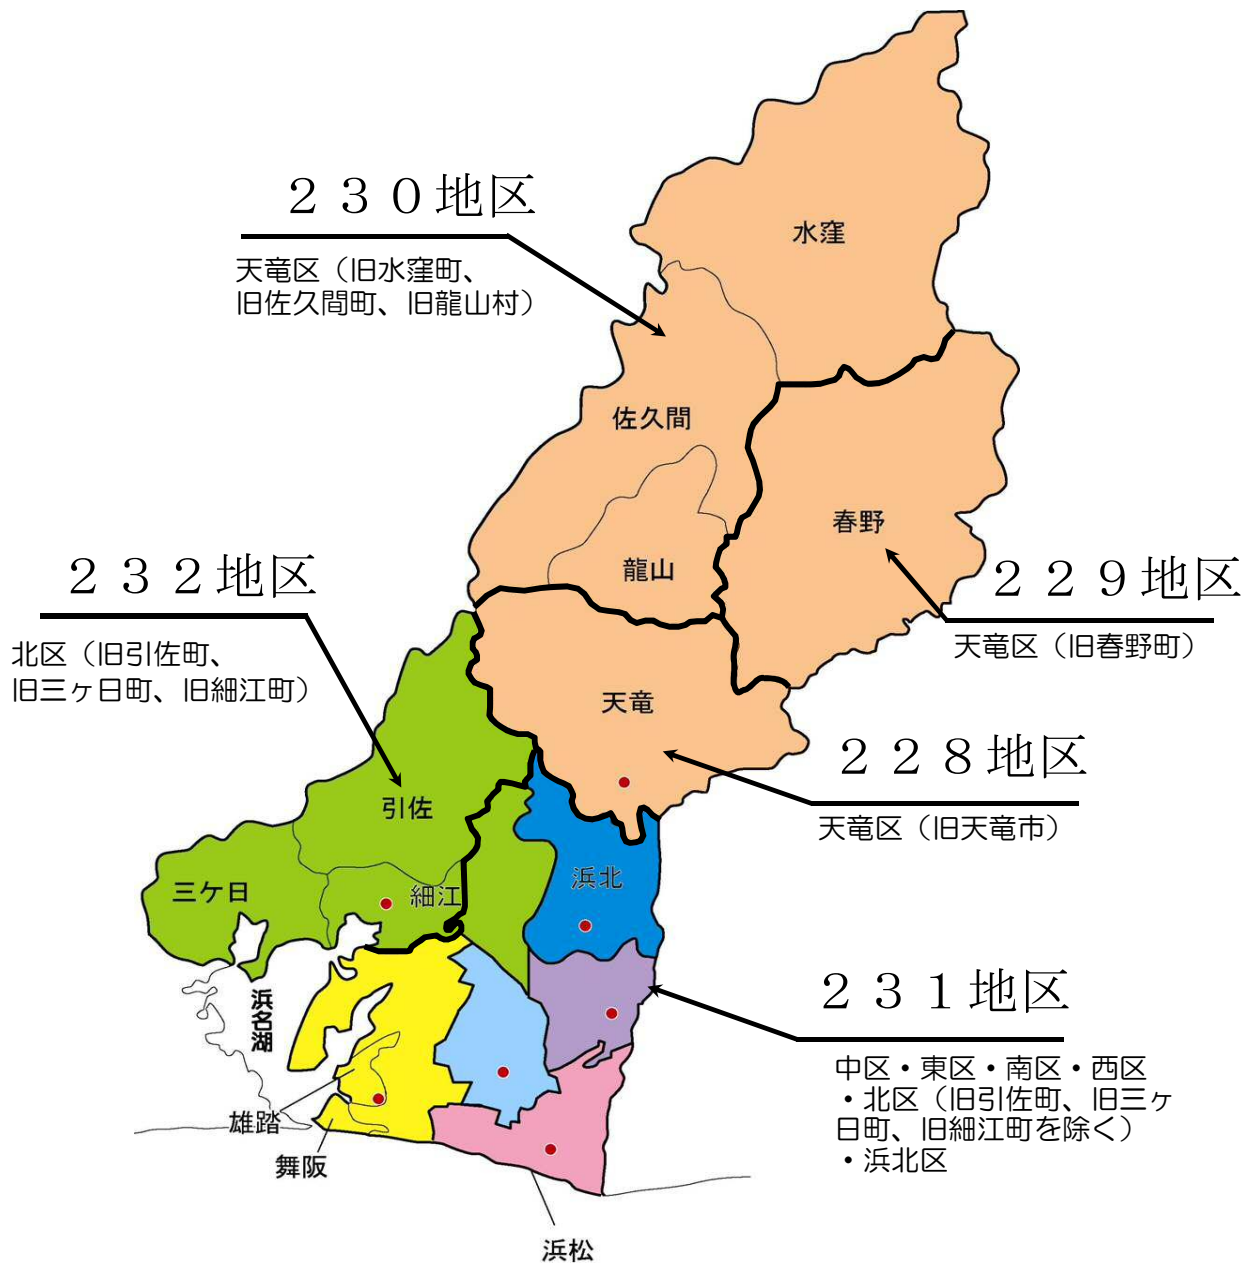 ２３０地区
天竜区（旧水窪町、
旧佐久間町、旧龍山村）
水窪
佐久間
春野
龍山
２３２地区
北区（旧引佐町、
旧三ヶ日町、旧細江町）
２２９地区
天竜区（旧春野町）
天竜
２２８地区
天竜区（旧天竜市）
引佐
三ケ日
細江
浜北
浜名湖
２３１地区
中区・東区・南区・西区
・北区（旧引佐町、旧三ヶ
日町、旧細江町を除く）
・浜北区
雄踏
舞阪
浜松